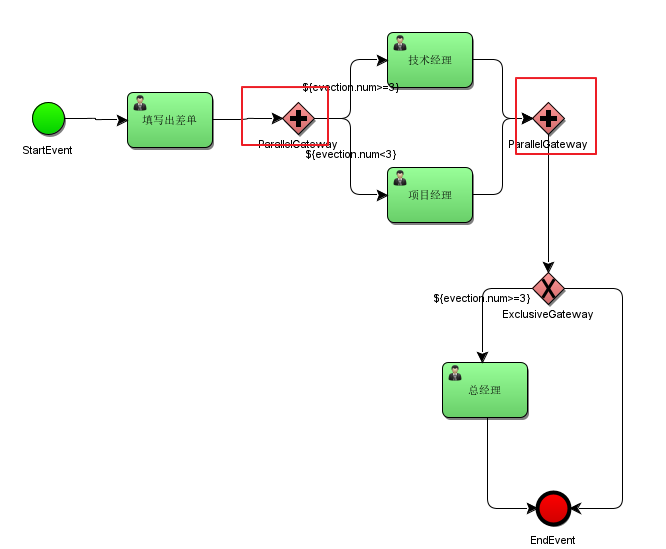 技术经理
${evection.num>=3}
填写出差单
StartEvent
ParallelGateway
ParallelGateway
${evection.num<3}
项目经理
${evection.num>=3}
ExclusiveGateway
总经理
EndEvent